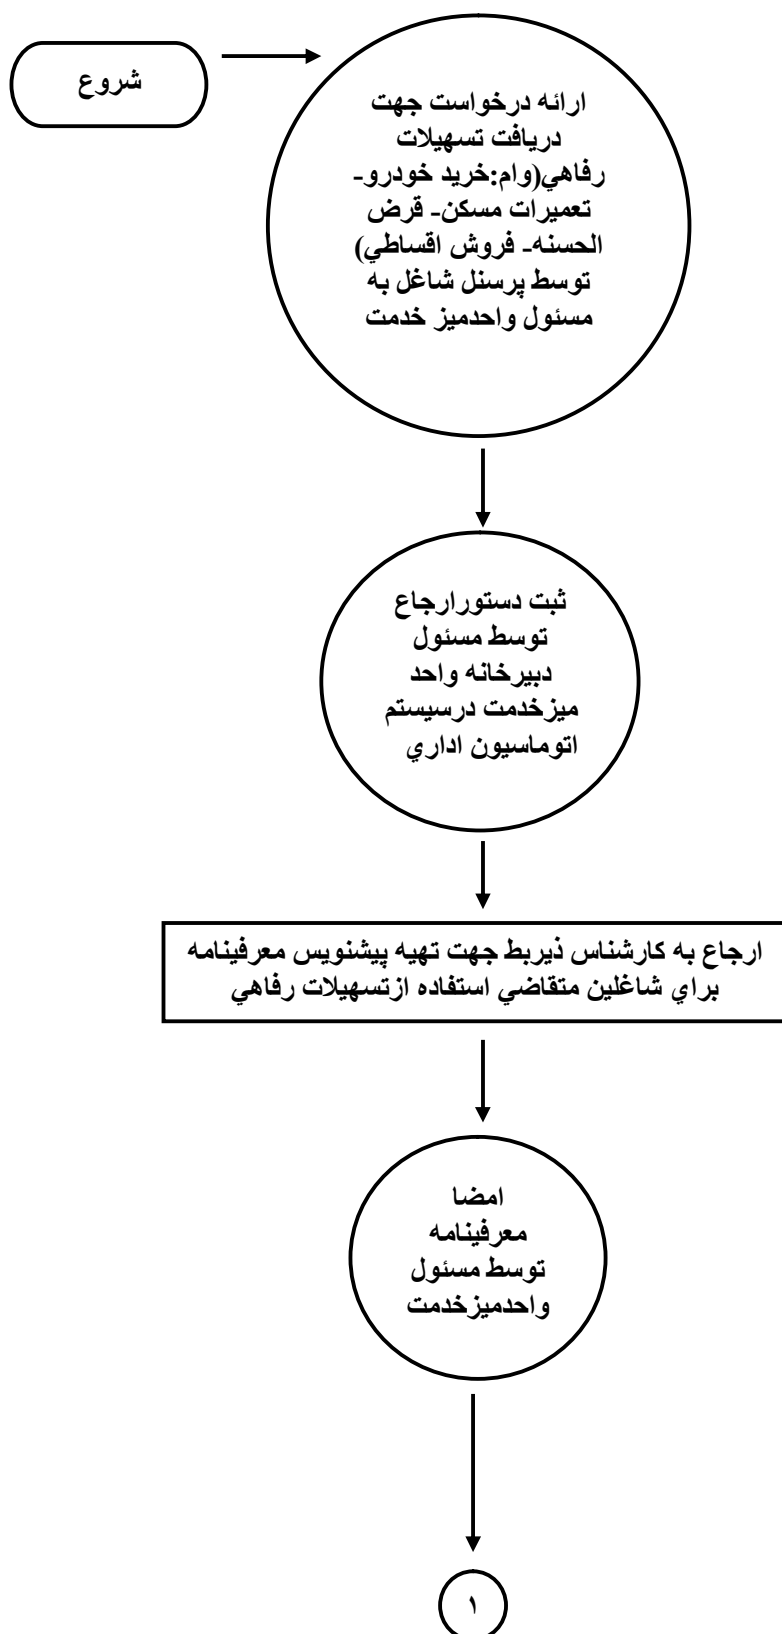 شروع
ارائه درخواست جهت
دريافت تسهيلات
رفاهي(وام:خريد خودرو-
تعميرات مسكن- قرض
الحسنه- فروش اقساطي)
توسط پرسنل شاغل به
مسئول واحدميز خدمت
ثبت دستورارجاع
توسط مسئول
دبيرخانه واحد
ميزخدمت درسيستم
اتوماسيون اداري
ارجاع به كارشناس ذيربط جهت تهيه پيشنويس معرفينامه
براي شاغلين متقاضي استفاده ازتسهيلات رفاهي
امضا
معرفينامه
توسط مسئول
واحدميزخدمت
۱